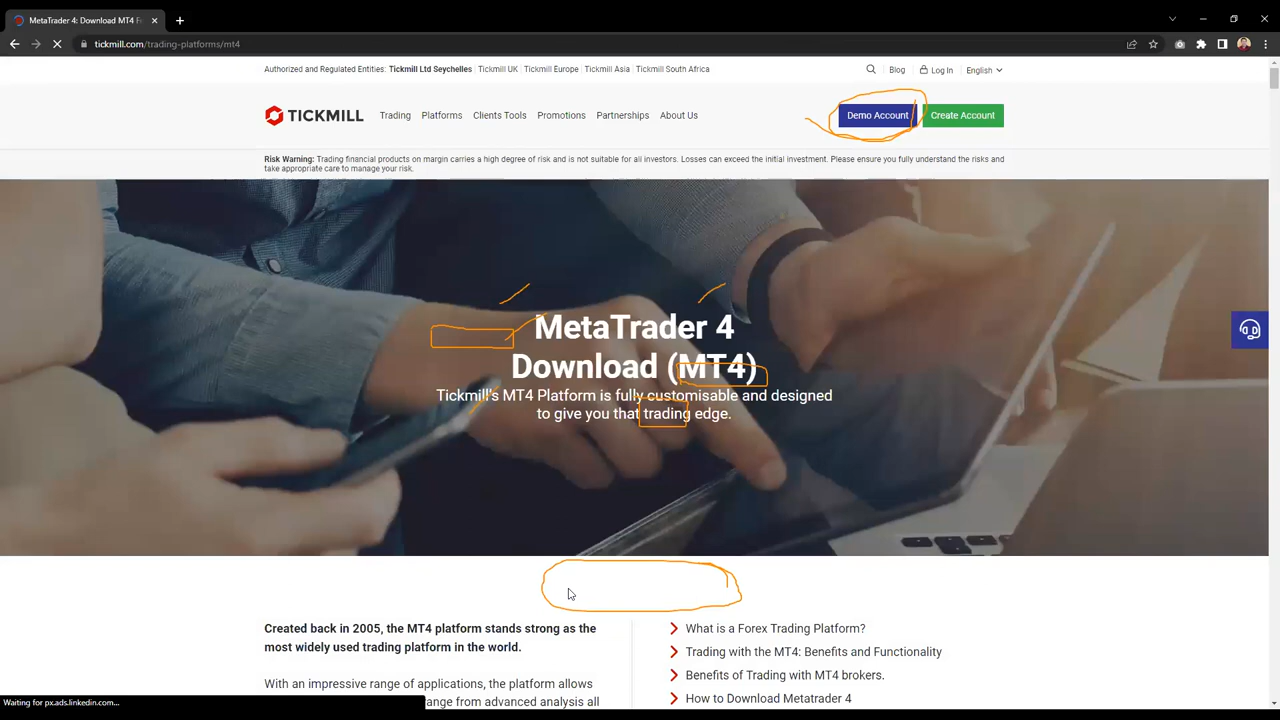 MetaTrader 4: Download MT4 F
tickmill.com/trading-platforms/mt4
Authorized and Regulated Entities: Tickmill Ltd Seychelles Tickmill UK Tickmill Europe Tickmill Asia Tickmill South Africa
Blog Log In English
TICKMILL Trading Platforms Clients Tools Promotions Partnerships About Us Demo Account Create Account
Risk Warning: Trading financial products on margin carries a high degree of risk and is not suitable for all investors. Losses can exceed the initial investment. Please ensure you fully understand the risks and
take appropriate care to manage your risk.
MetaTrader 4
Download (MT4)
Tickmill's MT4 Platform is fully customisable and designed
to give you that trading edge.
Created back in 2005, the MT4 platform stands strong as the
most widely used trading platform in the world.
With an impressive range of applications, the platform allows
range from advanced analysis all
What is a Forex Trading Platform?
Trading with the MT4: Benefits and Functionality
Benefits of Trading with MT4 brokers.
How to Download Metatrader 4
Waiting for px.ads.linkedin.com...